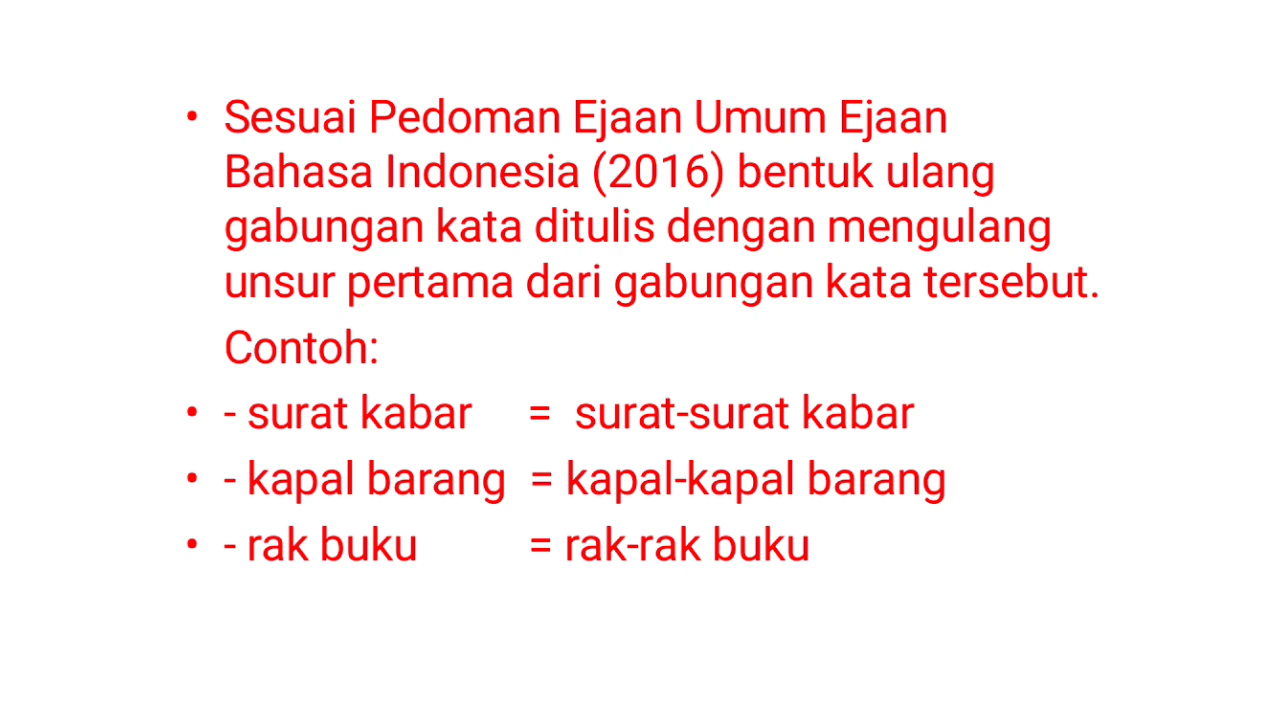 • Sesuai Pedoman Ejaan Umum Ejaan
Bahasa Indonesia (2016) bentuk ulang
gabungan kata ditulis dengan mengulang
unsur pertama dari gabungan kata tersebut.
Contoh:
• - surat kabar = surat-surat kabar
• - kapal barang = kapal-kapal barang
• - rak buku = rak-rak buku